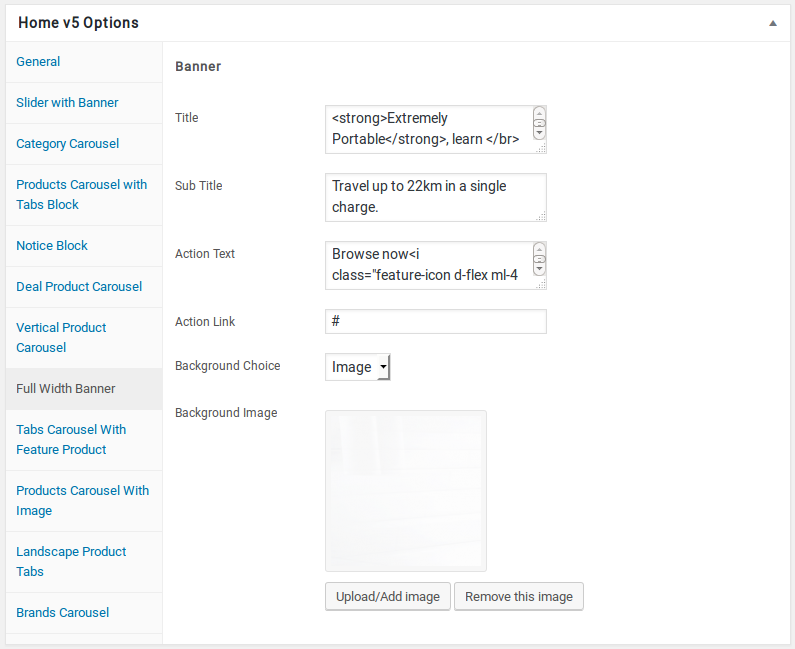 Home v5 Options
General
Slider with Banner
Category Carousel
Products Carousel with
Tabs Block
Notice Block
Deal Product Carousel
Vertical Product
Carousel
Full Width Banner
Tabs Carousel With
Feature Product
Products Carousel With
Image
Landscape Product
Tabs
Brands Carousel
Banner
Title
<strong>Extremely
Portable</strong>, learn </br>
Sub Title
Travel up to 22km in a single
charge.
Action Text
Browse now<i
class="feature-icon d-flex ml-4
Action Link
#
Background Choice
Image
Background Image
Upload/Add image
Remove this image